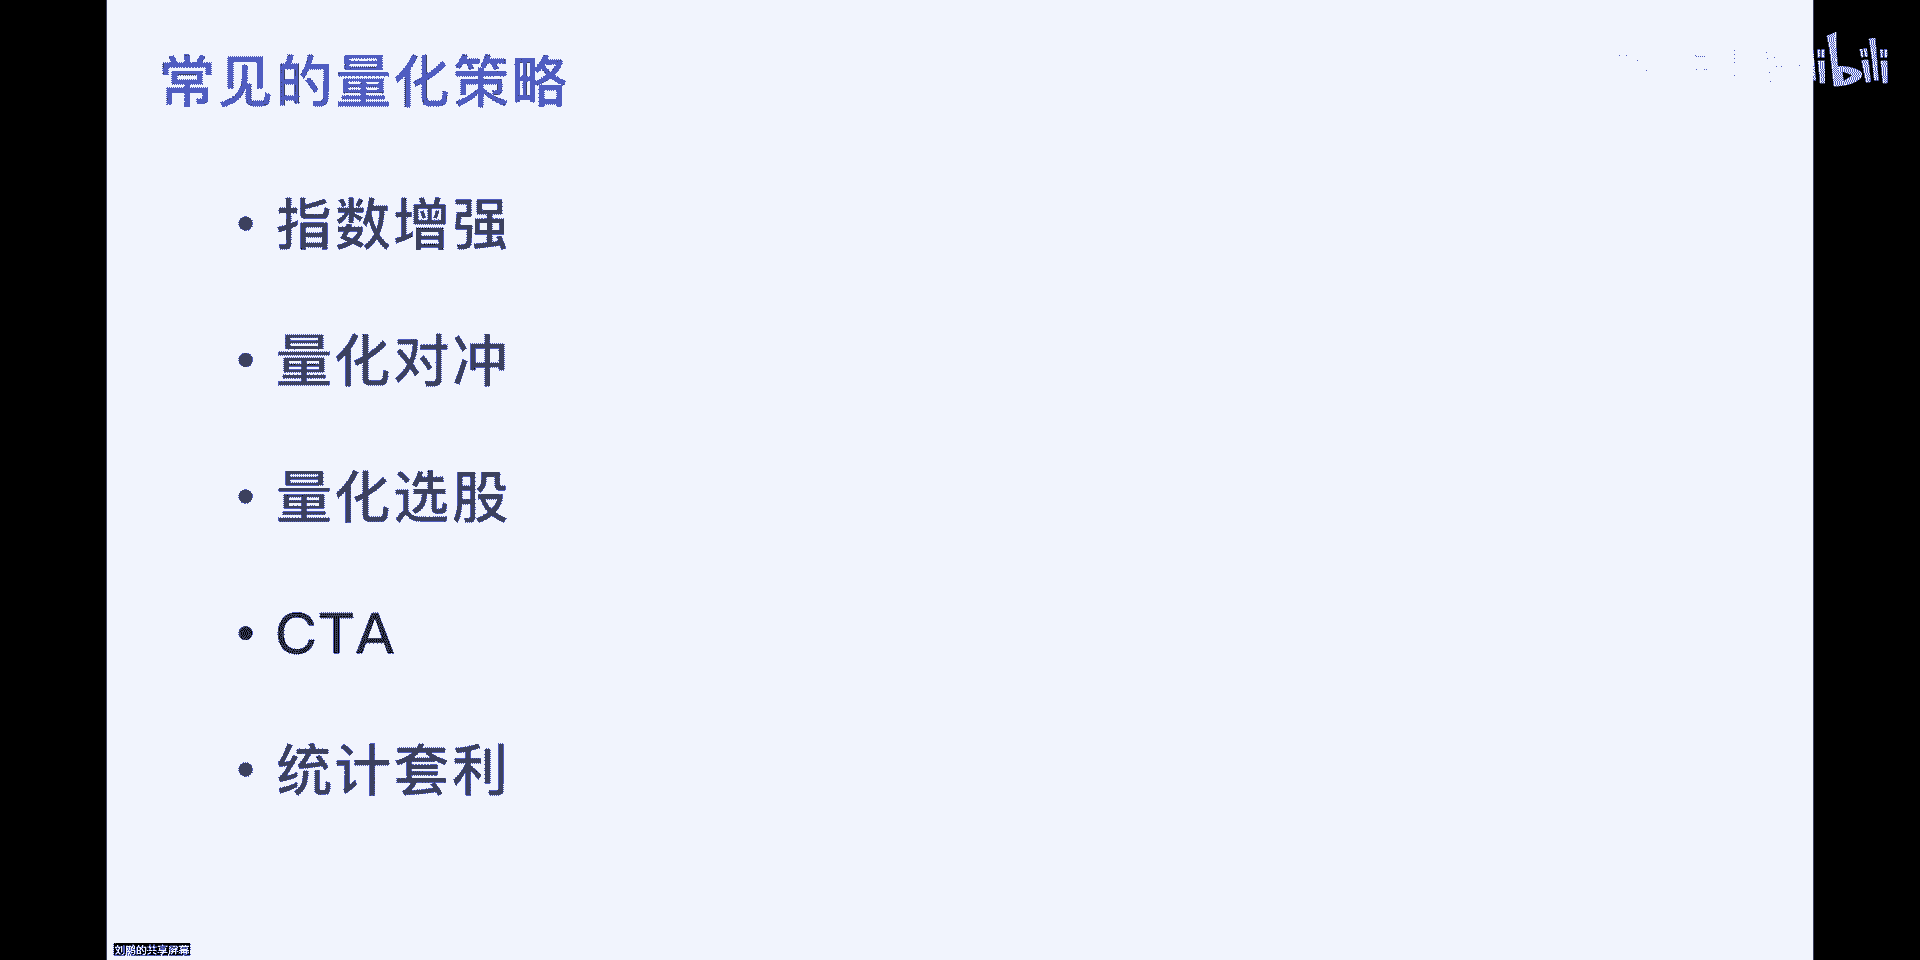 常见的量化策略
• 指数增强
• 量化对冲
• 量化选股
• CTA
• 统计套利
刘鹏的共享屏幕